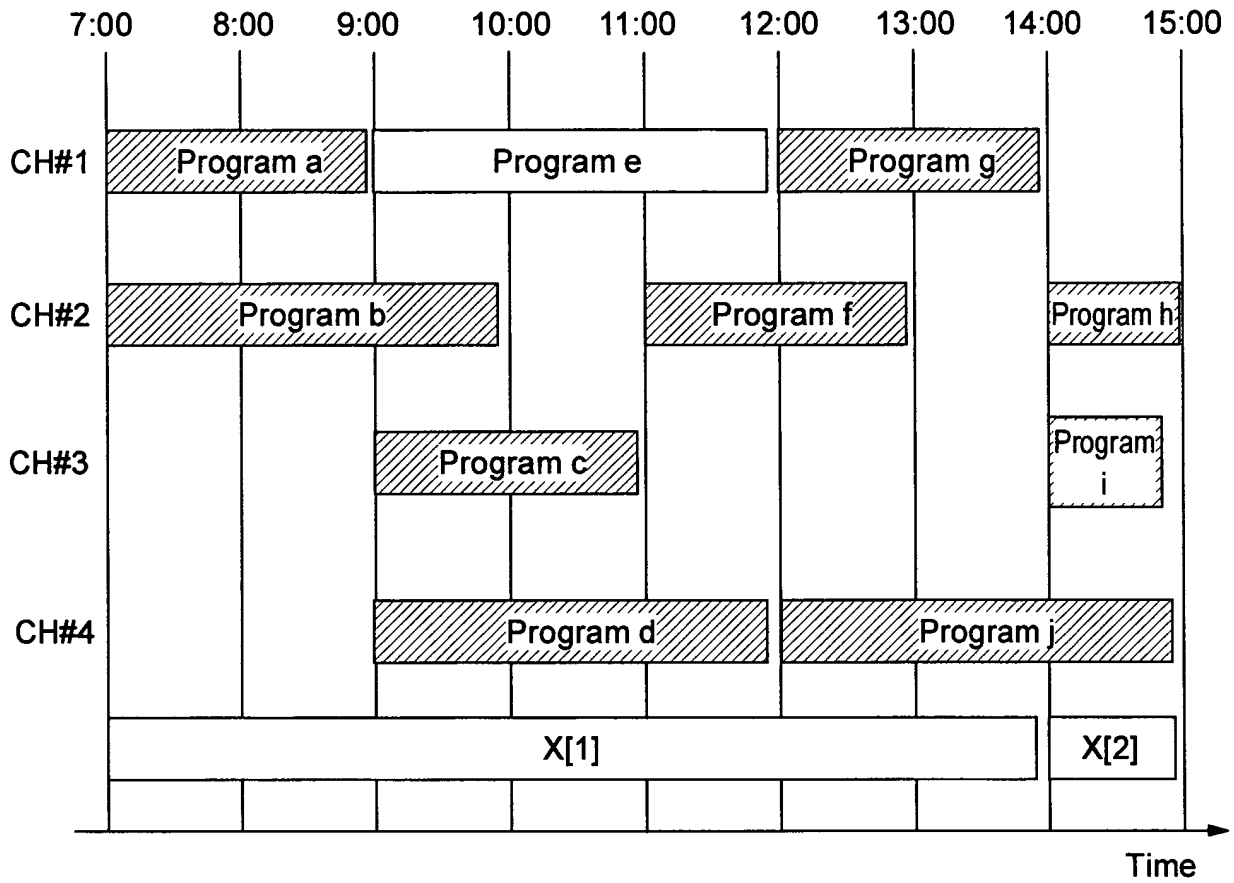 7:00 8:00 9:00 10:00 11:00 12:00 13:00 14:00 15:00
CH#1 Program a Program e Program g
CH#2 Program b Program f Program h
CH#3 Program c Program
i
CH#4 Program d Program j
X[1] X[2]
Time